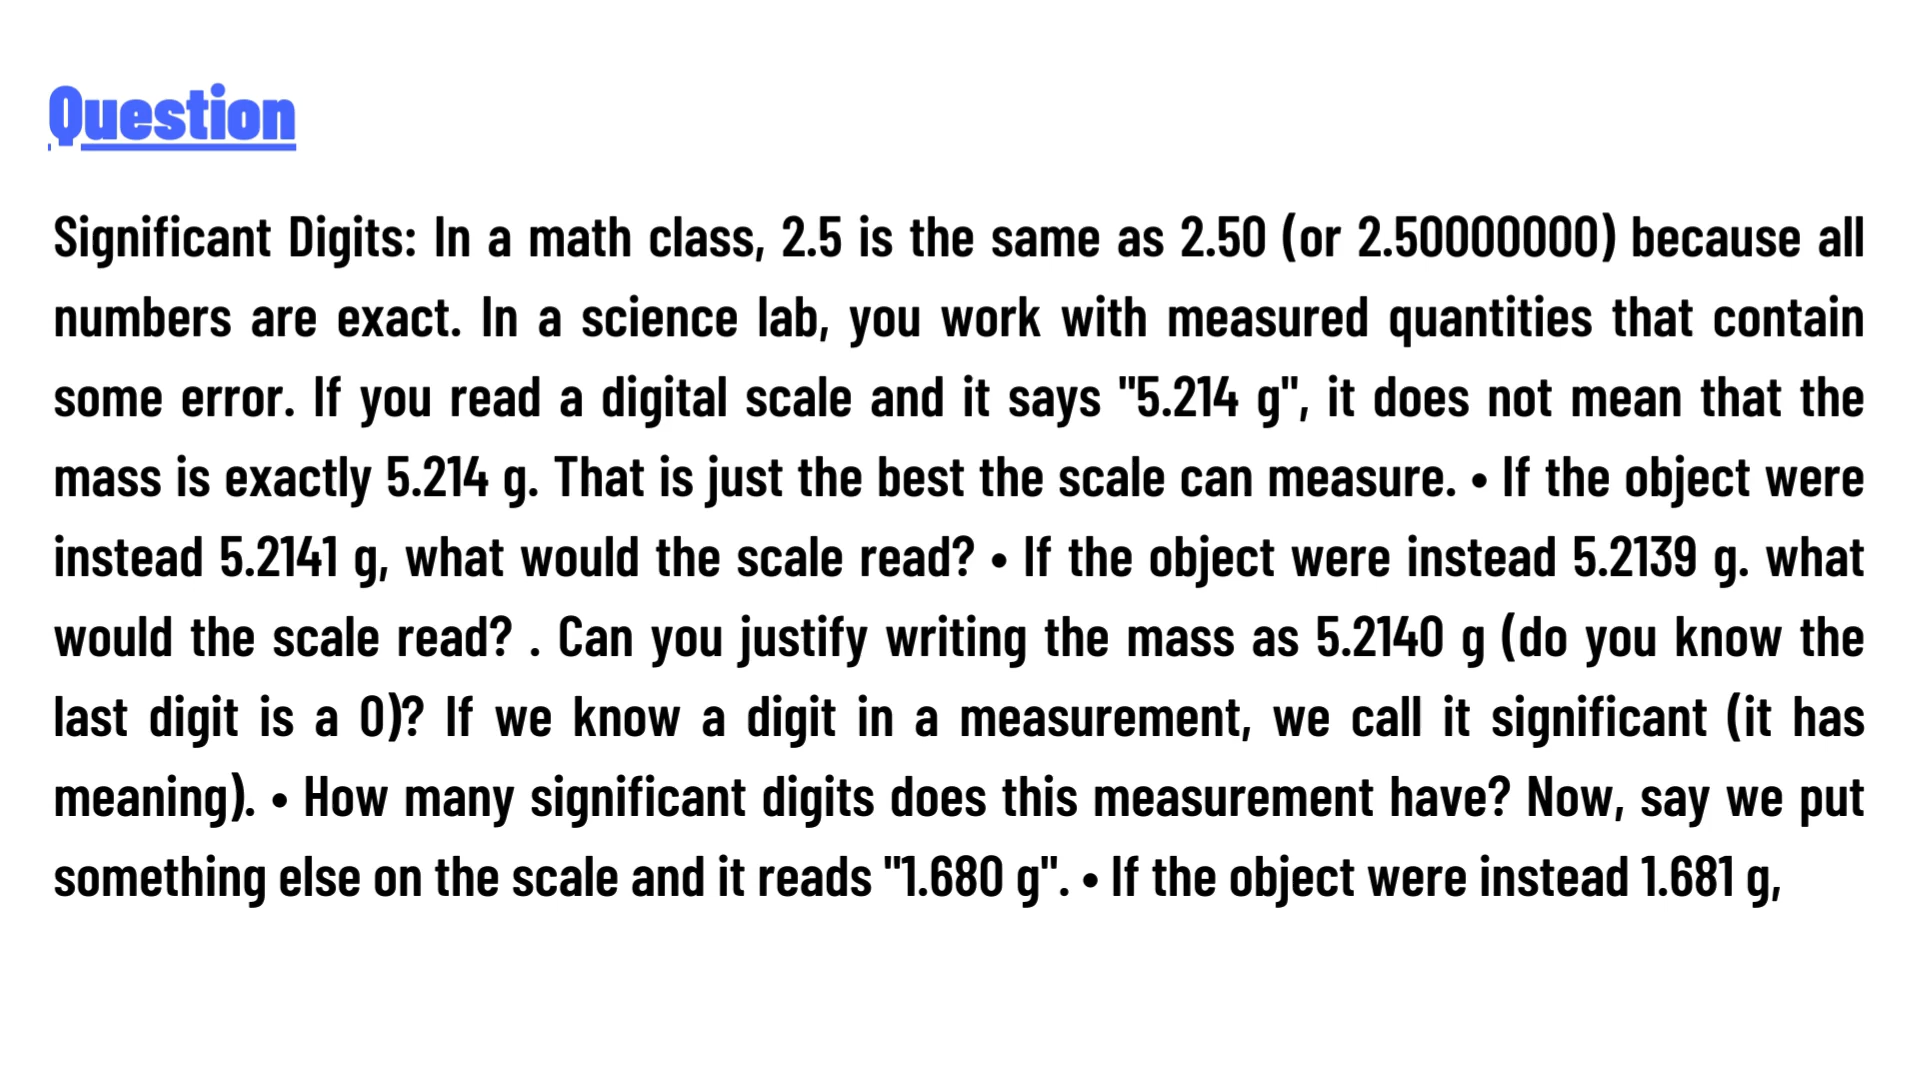 Question
Significant Digits: In a math class, 2.5 is the same as 2.50 (or 2.50000000) because all
numbers are exact. In a science lab, you work with measured quantities that contain
some error. If you read a digital scale and it says "5.214 g", it does not mean that the
mass is exactly 5.214 g. That is just the best the scale can measure. • If the object were
instead 5.2141 g, what would the scale read? • If the object were instead 5.2139 g. what
would the scale read? . Can you justify writing the mass as 5.2140 g (do you know the
last digit is a 0)? If we know a digit in a measurement, we call it significant (it has
meaning). • How many significant digits does this measurement have? Now, say we put
something else on the scale and it reads "1.680 g". • If the object were instead 1.681 g,